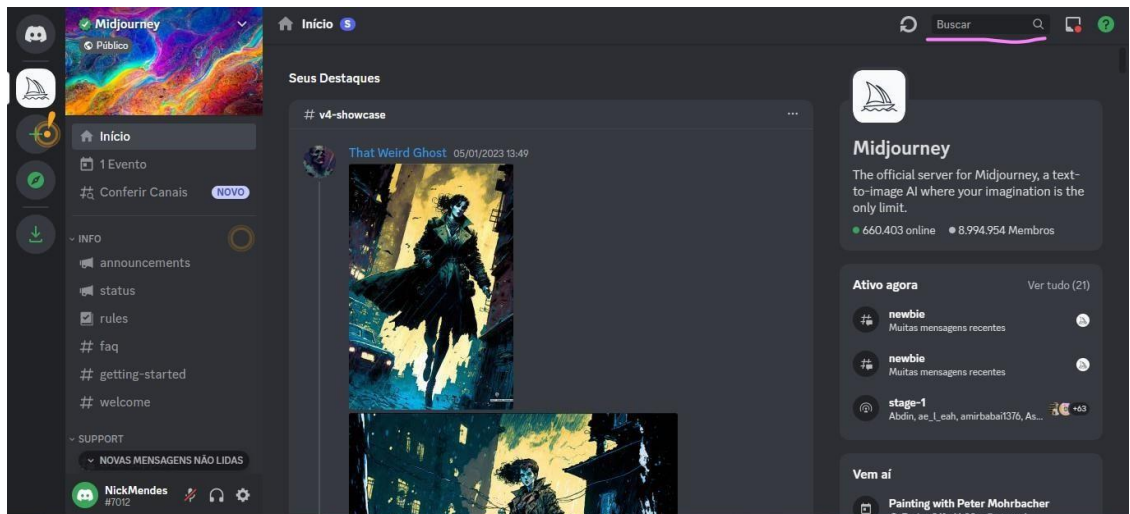 Midjourney
Público
Início
1 Evento
Conferir Canais NOVO
INFO
announcements
status
rules
faq
getting-started
welcome
SUPPORT
NOVAS MENSAGENS NÃO LIDAS
NickMendes
#7012
Início S
Buscar
Seus Destaques
v4-showcase
That Weird Ghost 05/01/2023 13:49
Midjourney
The official server for Midjourney, a text-
to-image AI where your imagination is the
only limit.
660.403 online 8.994.954 Membros
Ativo agora Ver tudo (21)
newbie
Muitas mensagens recentes
newbie
Muitas mensagens recentes
stage-1
Abdin, ae_l_eah, amirbabai1376, As... +63
Vem aí
Painting with Peter Mohrbacher